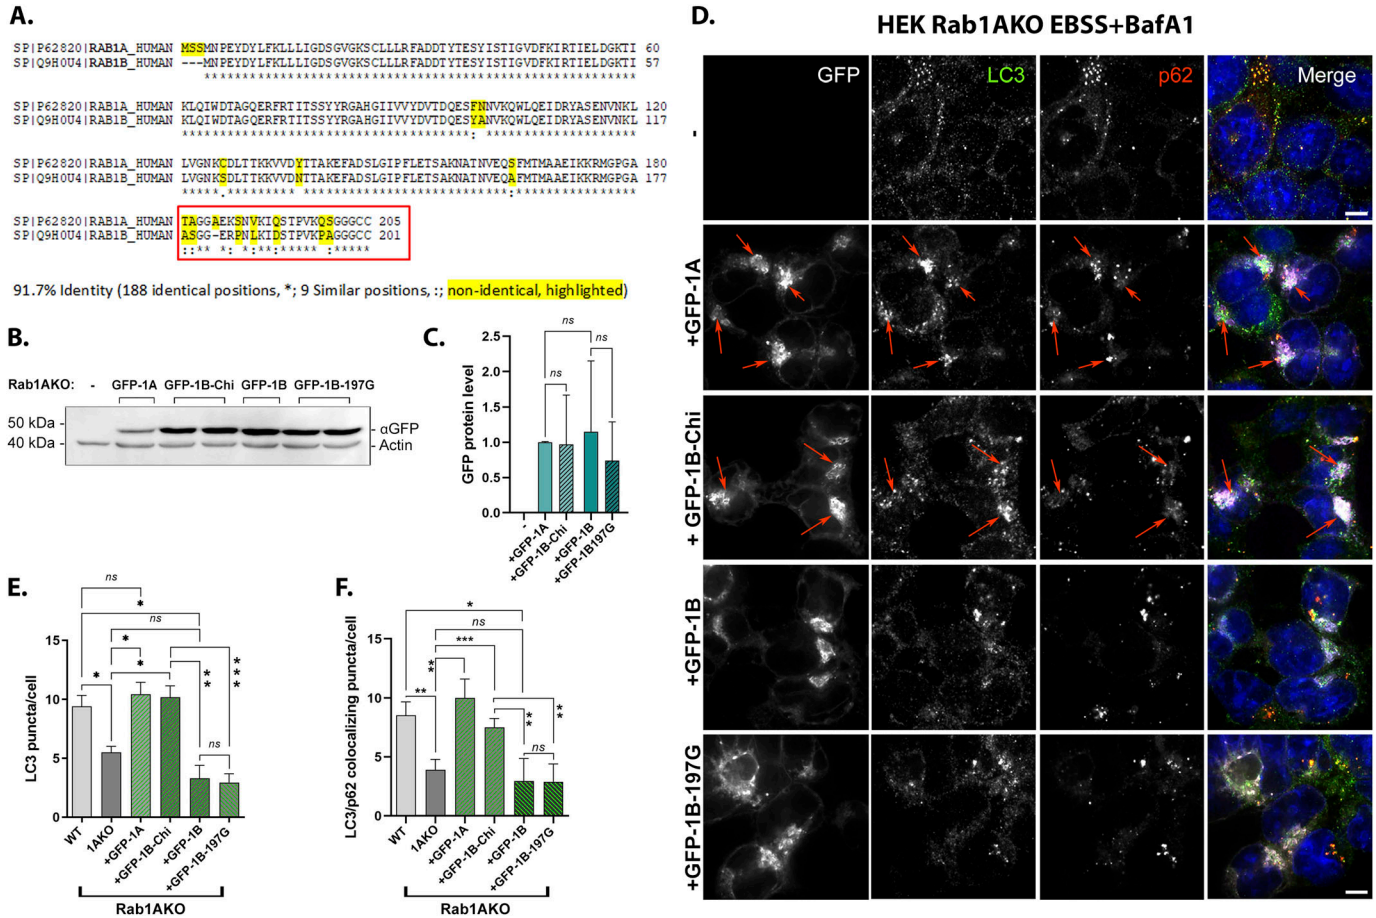 A.
SP|P62820|RAB1A_HUMAN MSSMNPEYDYLFKLLLIGDSGVGKSCLLLRFADDTYTESYISTIGVDFKIRTIELDGKTI 60
SP|Q9H0U4|RAB1B_HUMAN ---MNPEYDYLFKLLLIGDSGVGKSCLLLRFADDTYTESYISTIGVDFKIRTIELDGKTI 57
*********************************************************
SP|P62820|RAB1A_HUMAN KLQIWDTAGQERFRTITSSYYRGAHGIIVVYDVTDQESFNNVKQWLQEIDRYASENVNKL 120
SP|Q9H0U4|RAB1B_HUMAN KLQIWDTAGQERFRTITSSYYRGAHGIIVVYDVTDQESYANVKQWLQEIDRYASENVNKL 117
**************************************: ********************
SP|P62820|RAB1A_HUMAN LVGNKCDLTTKKVVDYTTAKEFADSLGIPFLETSAKNATNVEQSFMTMAAEIKKRMGPGA 180
SP|Q9H0U4|RAB1B_HUMAN LVGNKSDLTTKKVVDNTTAKEFADSLGIPFLETSAKNATNVEQAFMTMAAEIKKRMGPGA 177
*****.********* ***************************:****************
SP|P62820|RAB1A_HUMAN TAGGAEKSNVKIQSTPVKQSGGGCC 205
SP|Q9H0U4|RAB1B_HUMAN ASGG-ERPNLKIDSTPVKPAGGGCC 201
::** *: *:**:***** :*****
91.7% Identity (188 identical positions, *; 9 Similar positions, :; non-identical, highlighted)
B.
Rab1AKO: - GFP-1A GFP-1B-Chi GFP-1B GFP-1B-197G
50 kDa
40 kDa
αGFP
Actin
C.
GFP protein level
2.5
2.0
1.5
1.0
0.5
0.0
ns
ns
ns
-
+GFP-1A
+GFP-1B-Chi
+GFP-1B
+GFP-1B197G
D.
HEK Rab1AKO EBSS+BafA1
GFP
LC3
p62
Merge
-
+GFP-1A
+ GFP-1B-Chi
+GFP-1B
+GFP-1B-197G
E.
LC3 puncta/cell
15
10
5
0
ns
*
ns
*
*
*
**
***
ns
WT
1AKO
+GFP-1A
+GFP-1B-Chi
+GFP-1B
+GFP-1B-197G
Rab1AKO
F.
LC3/p62 colocalizing puncta/cell
15
10
5
0
*
ns
***
**
**
**
**
ns
WT
1AKO
+GFP-1A
+GFP-1B-Chi
+GFP-1B
+GFP-1B-197G
Rab1AKO